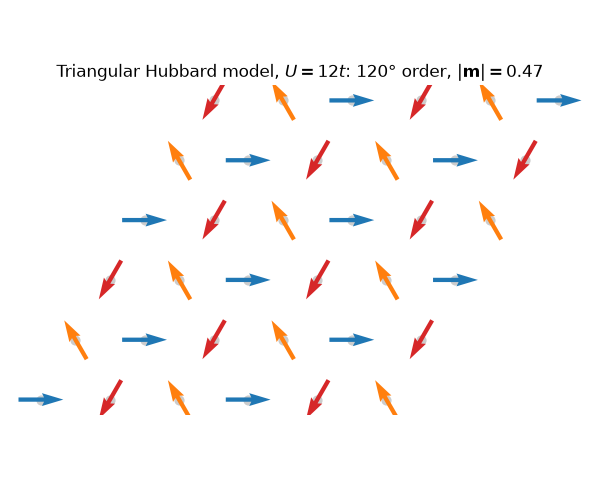 Triangular Hubbard model, U = 12t: 120° order, |m| = 0.47